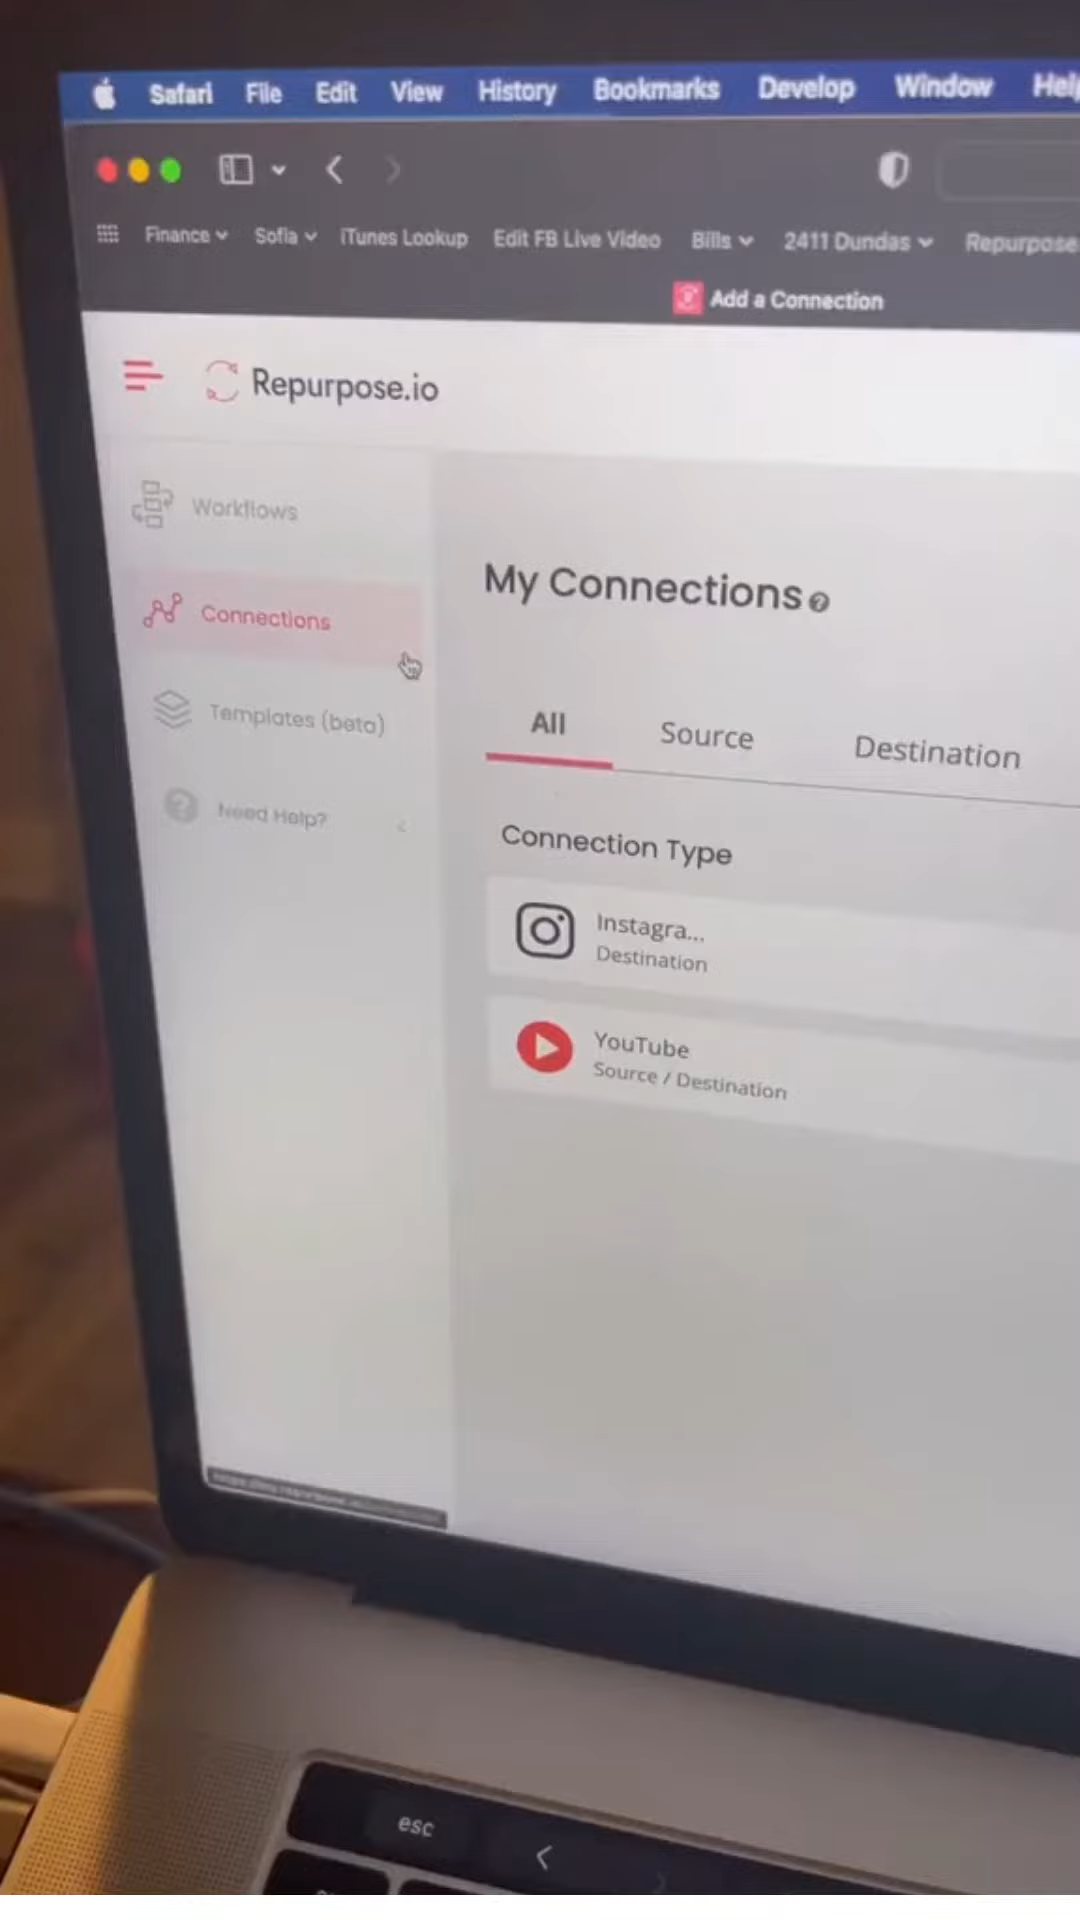 Safari File Edit View History Bookmarks Develop Window Help
Finance Sofia iTunes Lookup Edit FB Live Video Bills 2411 Dundas Repurpose
Add a Connection
Repurpose.io
Workflows
Connections
Templates (beta)
Need Help?
My Connections
All Source Destination
Connection Type
Instagra...
Destination
YouTube
Source / Destination
esc